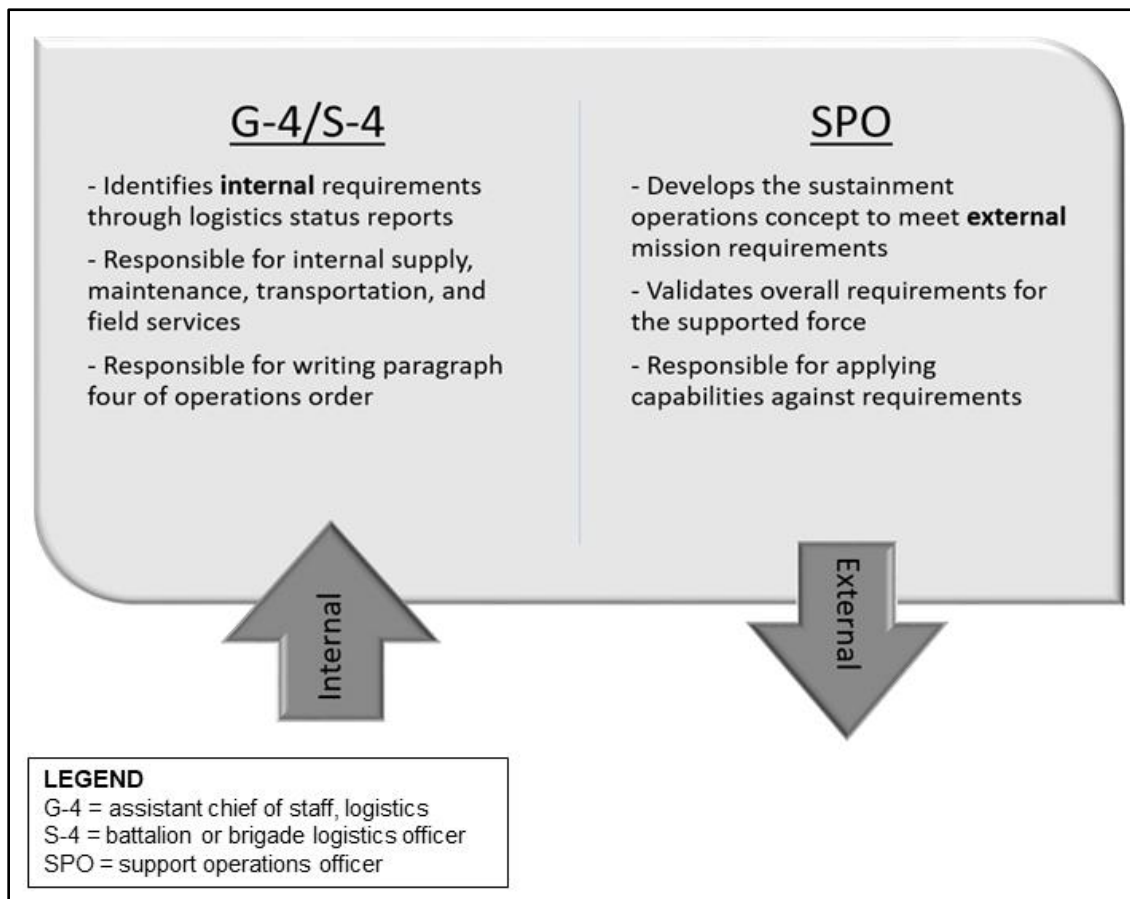 G-4/S-4
- Identifies internal requirements
through logistics status reports
- Responsible for internal supply,
maintenance, transportation, and
field services
- Responsible for writing paragraph
four of operations order
SPO
- Develops the sustainment
operations concept to meet external
mission requirements
- Validates overall requirements for
the supported force
- Responsible for applying
capabilities against requirements
Internal
External
LEGEND
G-4 = assistant chief of staff, logistics
S-4 = battalion or brigade logistics officer
SPO = support operations officer